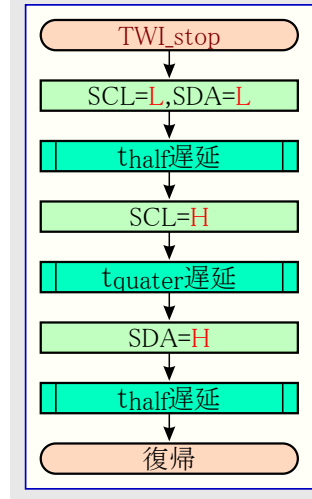 TWI_stop
SCL=L,SDA=L
thalf遅延
SCL=H
tquater遅延
SDA=H
thalf遅延
復帰